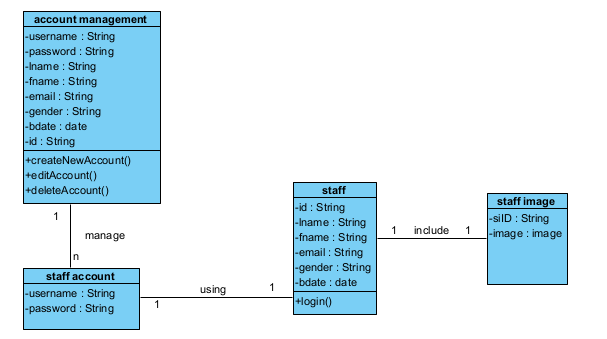 account management
-username : String
-password : String
-lname : String
-fname : String
-email : String
-gender : String
-bdate : date
-id : String
+createNewAccount()
+editAccount()
+deleteAccount()
1
manage
n
staff account
-username : String
-password : String
1
using
1
staff
-id : String
-lname : String
-fname : String
-email : String
-gender : String
-bdate : date
+login()
1
include
1
staff image
-siID : String
-image : image